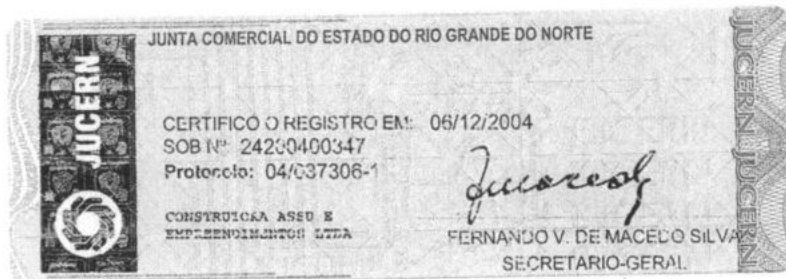 JUNTA COMERCIAL DO ESTADO DO RIO GRANDE DO NORTE
JUCERN
CERTIFICO O REGISTRO EM: 06/12/2004
SOB Nº 24200400347
Protocolo: 04/037306-1
CONSTRUTORA ASSU E
EMPREENDIMENTOS LTDA
FERNANDO V. DE MACEDO SILVA
SECRETARIO-GERAL
JUCERN JUCERN